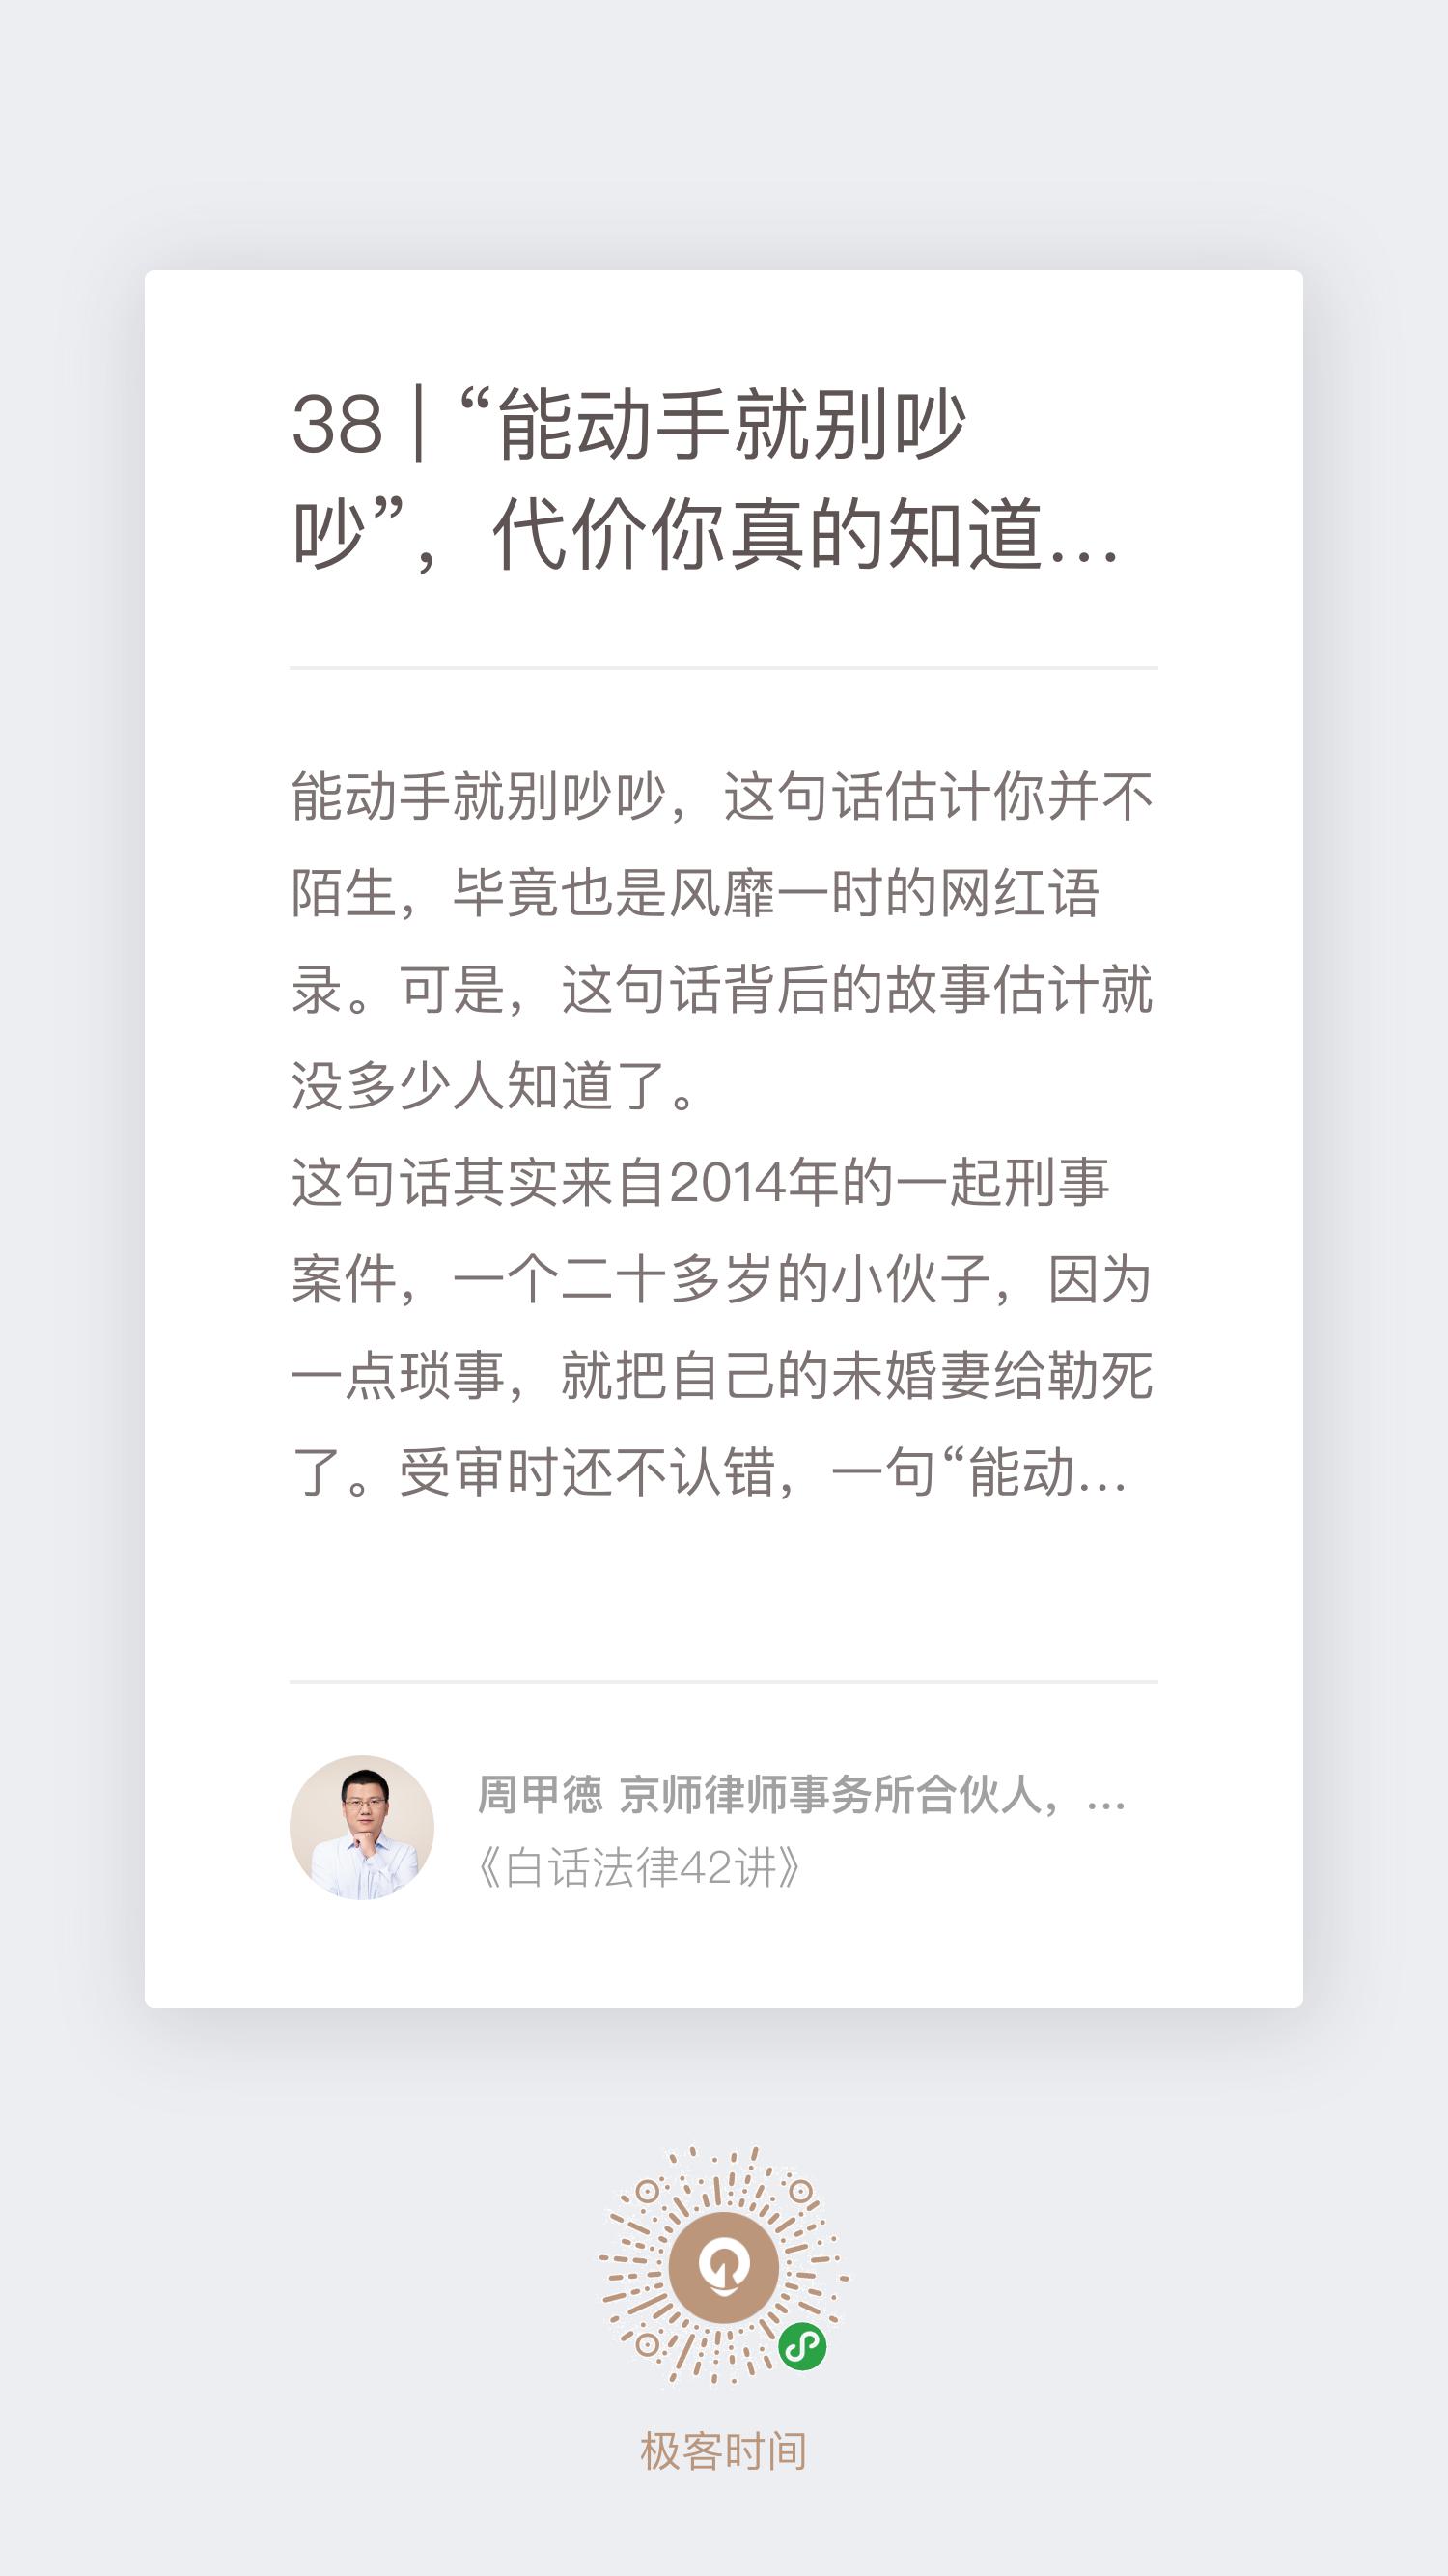 38 | “能动手就别吵
吵”，代价你真的知道…
能动手就别吵吵，这句话估计你并不
陌生，毕竟也是风靡一时的网红语
录。可是，这句话背后的故事估计就
没多少人知道了。
这句话其实来自2014年的一起刑事
案件，一个二十多岁的小伙子，因为
一点琐事，就把自己的未婚妻给勒死
了。受审时还不认错，一句“能动…
周甲德 京师律师事务所合伙人，…
《白话法律42讲》
极客时间